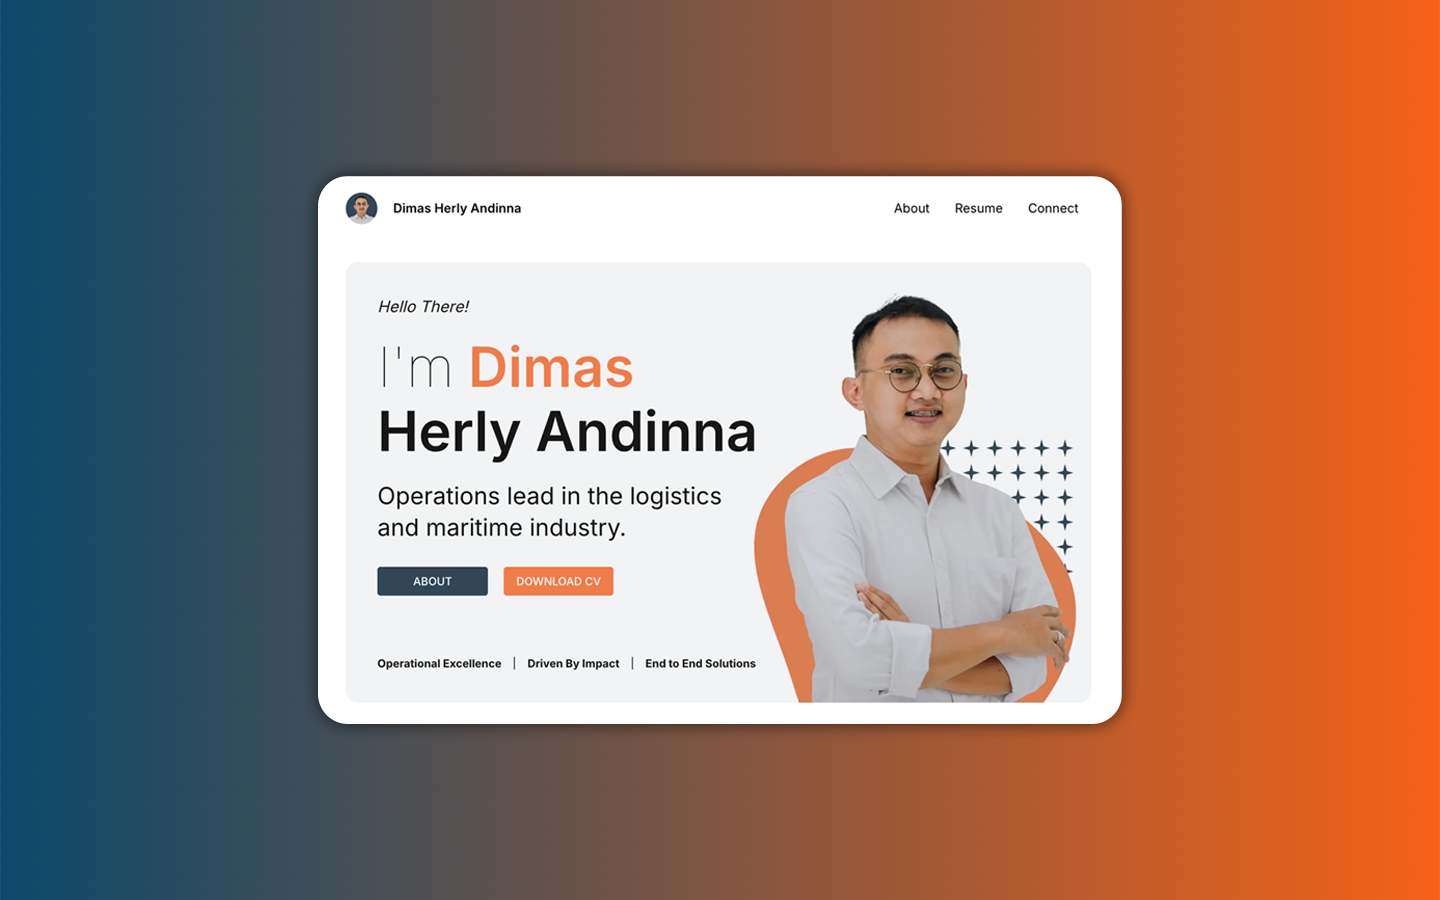 Dimas Herly Andinna
About Resume Connect
Hello There!
I'm Dimas
Herly Andinna
Operations lead in the logistics
and maritime industry.
ABOUT DOWNLOAD CV
Operational Excellence | Driven By Impact | End to End Solutions